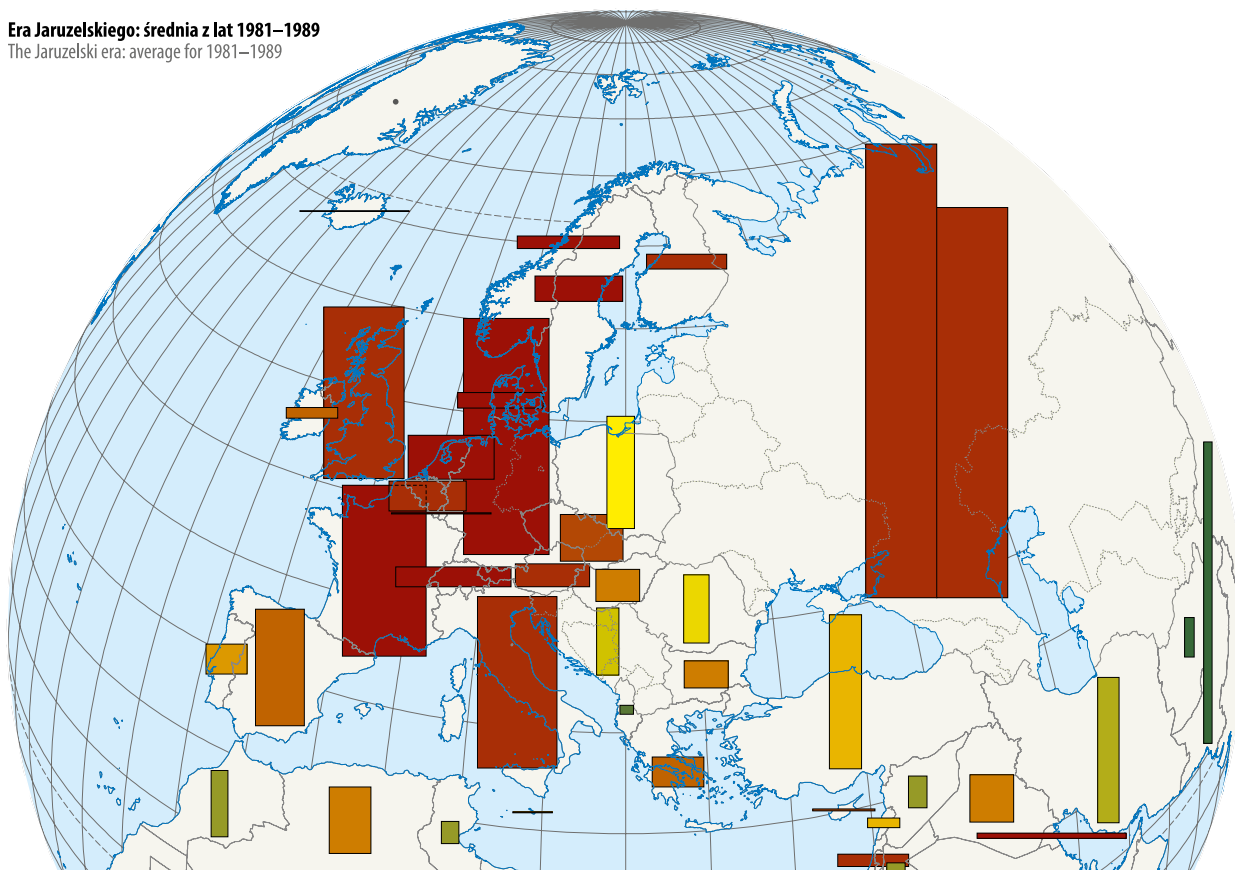 Era Jaruzelskiego: średnia z lat 1981–1989
The Jaruzelski era: average for 1981–1989